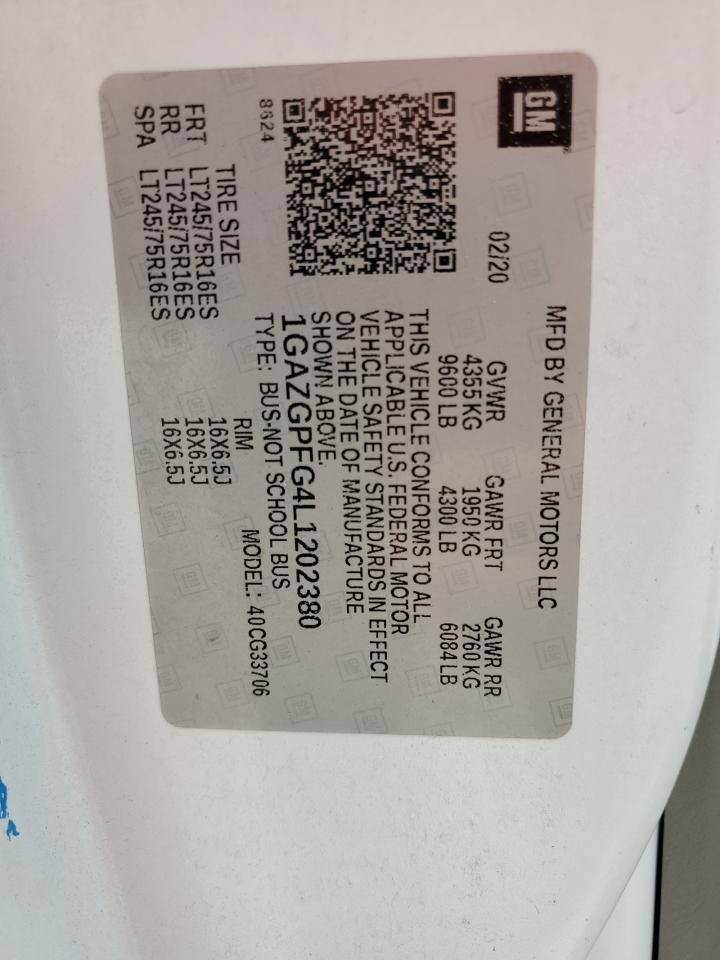 GM
MFD BY GENERAL MOTORS LLC
02/20
GVWR GAWR FRT GAWR RR
4355 KG 1950 KG 2760 KG
9600 LB 4300 LB 6084 LB
THIS VEHICLE CONFORMS TO ALL
APPLICABLE U.S. FEDERAL MOTOR
VEHICLE SAFETY STANDARDS IN EFFECT
ON THE DATE OF MANUFACTURE
SHOWN ABOVE.
1GAZGPFG4L1202380
TYPE: BUS-NOT SCHOOL BUS
MODEL: 40CG33706
8624
TIRE SIZE RIM
FRT LT245/75R16ES 16X6.5J
RR LT245/75R16ES 16X6.5J
SPA LT245/75R16ES 16X6.5J